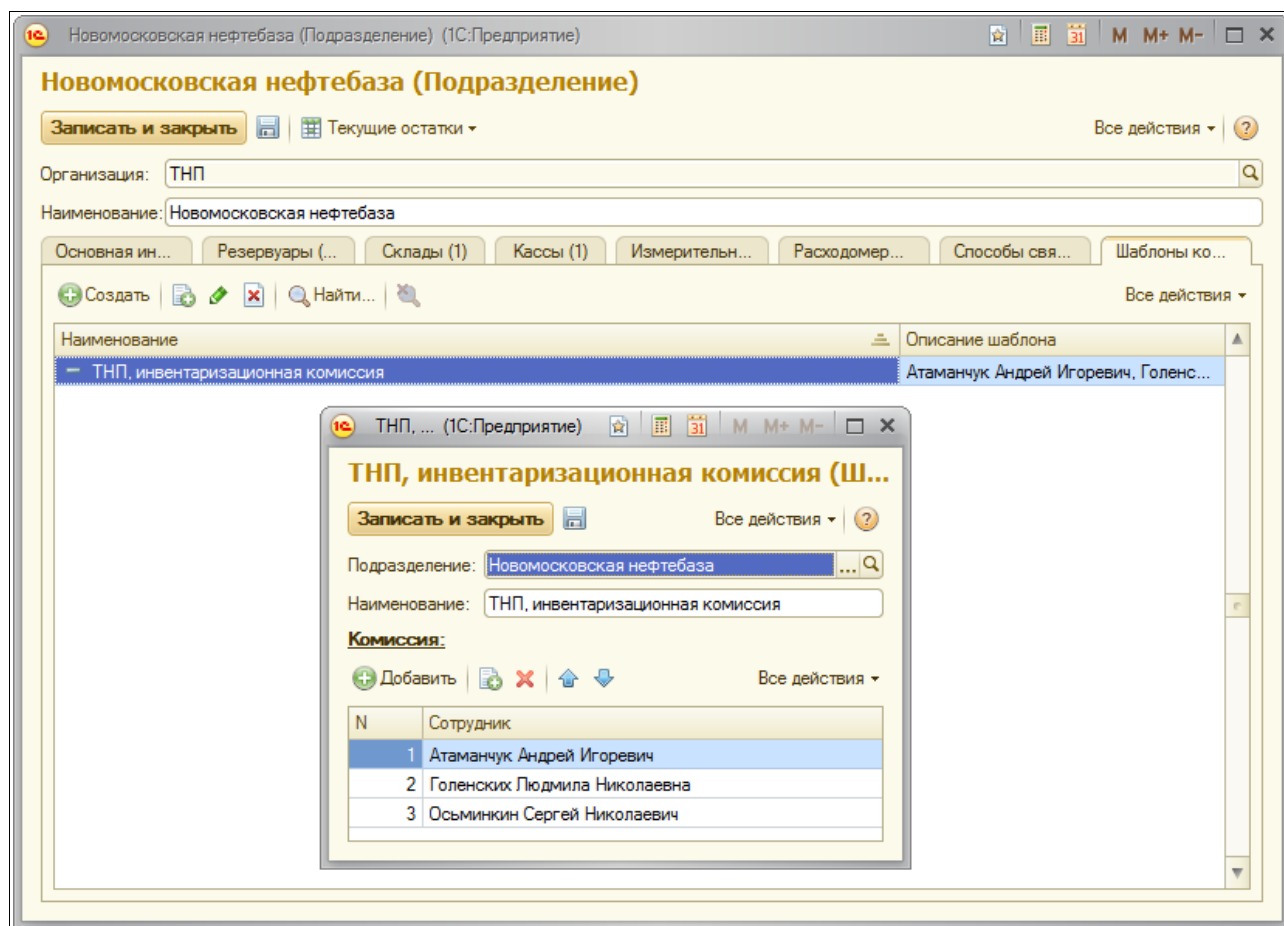 Новомосковская нефтебаза (Подразделение) (1С:Предприятие)
31 M M+ M-
Новомосковская нефтебаза (Подразделение)
Записать и закрыть Текущие остатки Все действия ?
Организация: ТНП
Наименование: Новомосковская нефтебаза
Основная ин... Резервуары (... Склады (1) Кассы (1) Измерительн... Расходомер... Способы свя... Шаблоны ко...
Создать Найти... Все действия
Наименование Описание шаблона
ТНП, инвентаризационная комиссия Атаманчук Андрей Игоревич, Голенс...
ТНП, ... (1С:Предприятие) 31 M M+ M-
ТНП, инвентаризационная комиссия (Ш...
Записать и закрыть Все действия ?
Подразделение: Новомосковская нефтебаза ...
Наименование: ТНП, инвентаризационная комиссия
Комиссия:
Добавить Все действия
N Сотрудник
1 Атаманчук Андрей Игоревич
2 Голенских Людмила Николаевна
3 Осьминкин Сергей Николаевич